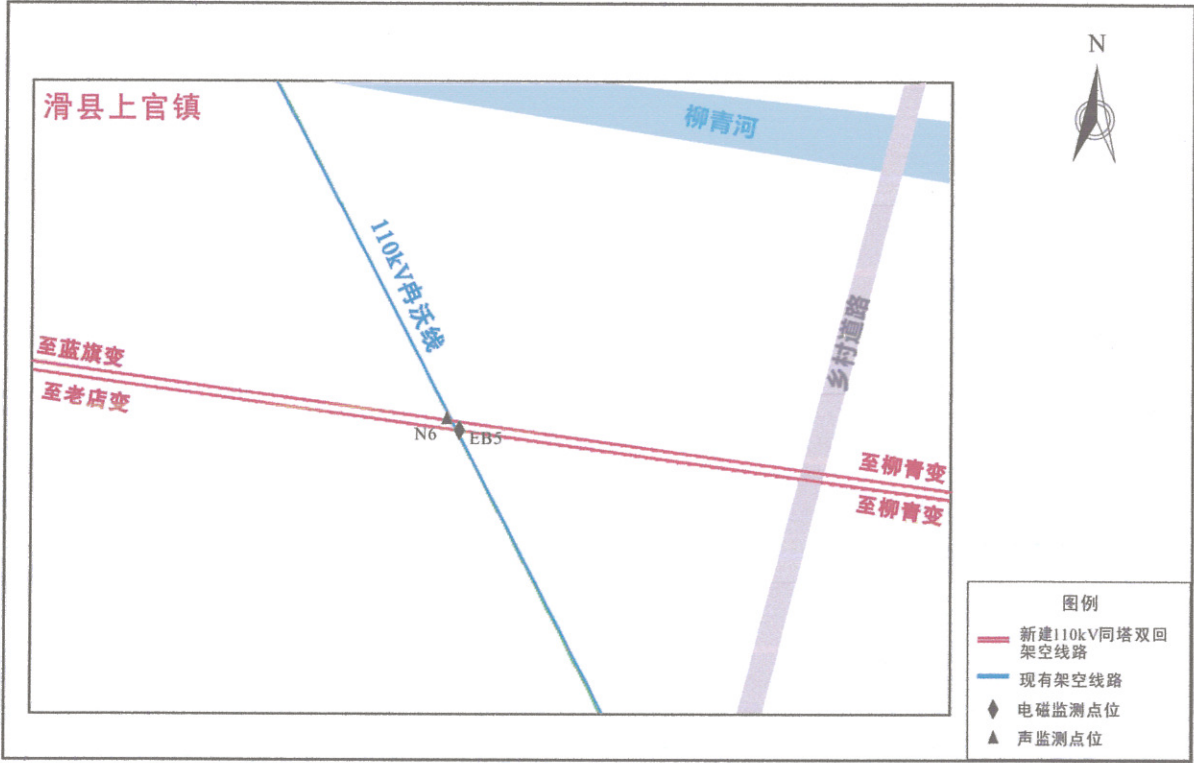 N
滑县上官镇
柳青河
110kV冉沃线
乡村道路
至蓝旗变
至老店变
N6
EB5
至柳青变
至柳青变
图例
新建110kV同塔双回
架空线路
现有架空线路
电磁监测点位
声监测点位